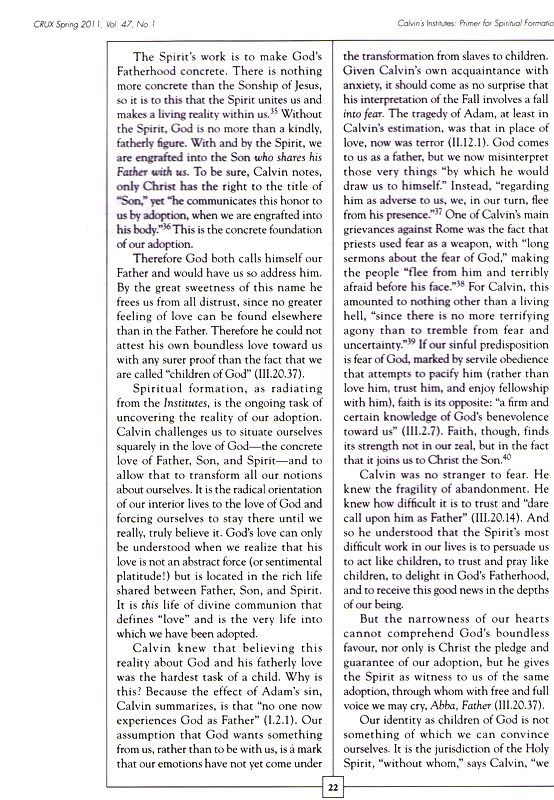 CRUX Spring 2011, Vol. 47, No. 1
Calvin's Institutes: Primer for Spiritual Formatio
The Spirit's work is to make God's
Fatherhood concrete. There is nothing
more concrete than the Sonship of Jesus,
so it is to this that the Spirit unites us and
makes a living reality within us.35 Without
the Spirit, God is no more than a kindly,
fatherly figure. With and by the Spirit, we
are engrafted into the Son who shares his
Father with us. To be sure, Calvin notes,
only Christ has the right to the title of
"Son," yet "he communicates this honor to
us by adoption, when we are engrafted into
his body."36 This is the concrete foundation
of our adoption.
Therefore God both calls himself our
Father and would have us so address him.
By the great sweetness of this name he
frees us from all distrust, since no greater
feeling of love can be found elsewhere
than in the Father. Therefore he could not
attest his own boundless love toward us
with any surer proof than the fact that we
are called "children of God" (III.20.37).
Spiritual formation, as radiating
from the Institutes, is the ongoing task of
uncovering the reality of our adoption.
Calvin challenges us to situate ourselves
squarely in the love of God—the concrete
love of Father, Son, and Spirit—and to
allow that to transform all our notions
about ourselves. It is the radical orientation
of our interior lives to the love of God and
forcing ourselves to stay there until we
really, truly believe it. God's love can only
be understood when we realize that his
love is not an abstract force (or sentimental
platitude!) but is located in the rich life
shared between Father, Son, and Spirit.
It is this life of divine communion that
defines "love" and is the very life into
which we have been adopted.
Calvin knew that believing this
reality about God and his fatherly love
was the hardest task of a child. Why is
this? Because the effect of Adam's sin,
Calvin summarizes, is that "no one now
experiences God as Father" (I.2.1). Our
assumption that God wants something
from us, rather than to be with us, is a mark
that our emotions have not yet come under
the transformation from slaves to children.
Given Calvin's own acquaintance with
anxiety, it should come as no surprise that
his interpretation of the Fall involves a fall
into fear. The tragedy of Adam, at least in
Calvin's estimation, was that in place of
love, now was terror (II.12.1). God comes
to us as a father, but we now misinterpret
those very things "by which he would
draw us to himself." Instead, "regarding
him as adverse to us, we, in our turn, flee
from his presence."37 One of Calvin's main
grievances against Rome was the fact that
priests used fear as a weapon, with "long
sermons about the fear of God," making
the people "flee from him and terribly
afraid before his face."38 For Calvin, this
amounted to nothing other than a living
hell, "since there is no more terrifying
agony than to tremble from fear and
uncertainty."39 If our sinful predisposition
is fear of God, marked by servile obedience
that attempts to pacify him (rather than
love him, trust him, and enjoy fellowship
with him), faith is its opposite: "a firm and
certain knowledge of God's benevolence
toward us" (III.2.7). Faith, though, finds
its strength not in our zeal, but in the fact
that it joins us to Christ the Son.40
Calvin was no stranger to fear. He
knew the fragility of abandonment. He
knew how difficult it is to trust and "dare
call upon him as Father" (III.20.14). And
so he understood that the Spirit's most
difficult work in our lives is to persuade us
to act like children, to trust and pray like
children, to delight in God's Fatherhood,
and to receive this good news in the depths
of our being.
But the narrowness of our hearts
cannot comprehend God's boundless
favour, nor only is Christ the pledge and
guarantee of our adoption, but he gives
the Spirit as witness to us of the same
adoption, through whom with free and full
voice we may cry, Abba, Father (III.20.37).
Our identity as children of God is not
something of which we can convince
ourselves. It is the jurisdiction of the Holy
Spirit, "without whom," says Calvin, "we
22